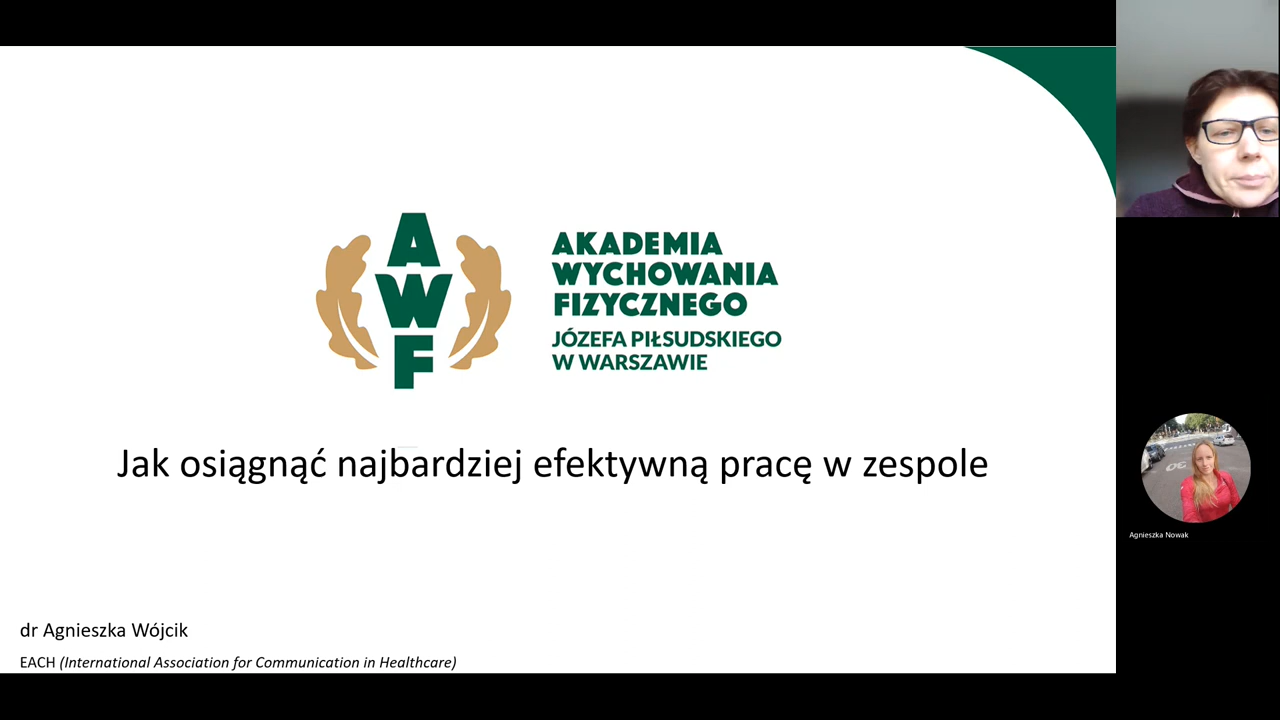 A
W
F
AKADEMIA
WYCHOWANIA
FIZYCZNEGO
JÓZEFA PIŁSUDSKIEGO
W WARSZAWIE
Jak osiągnąć najbardziej efektywną pracę w zespole
dr Agnieszka Wójcik
EACH (International Association for Communication in Healthcare)
Agnieszka Nowak